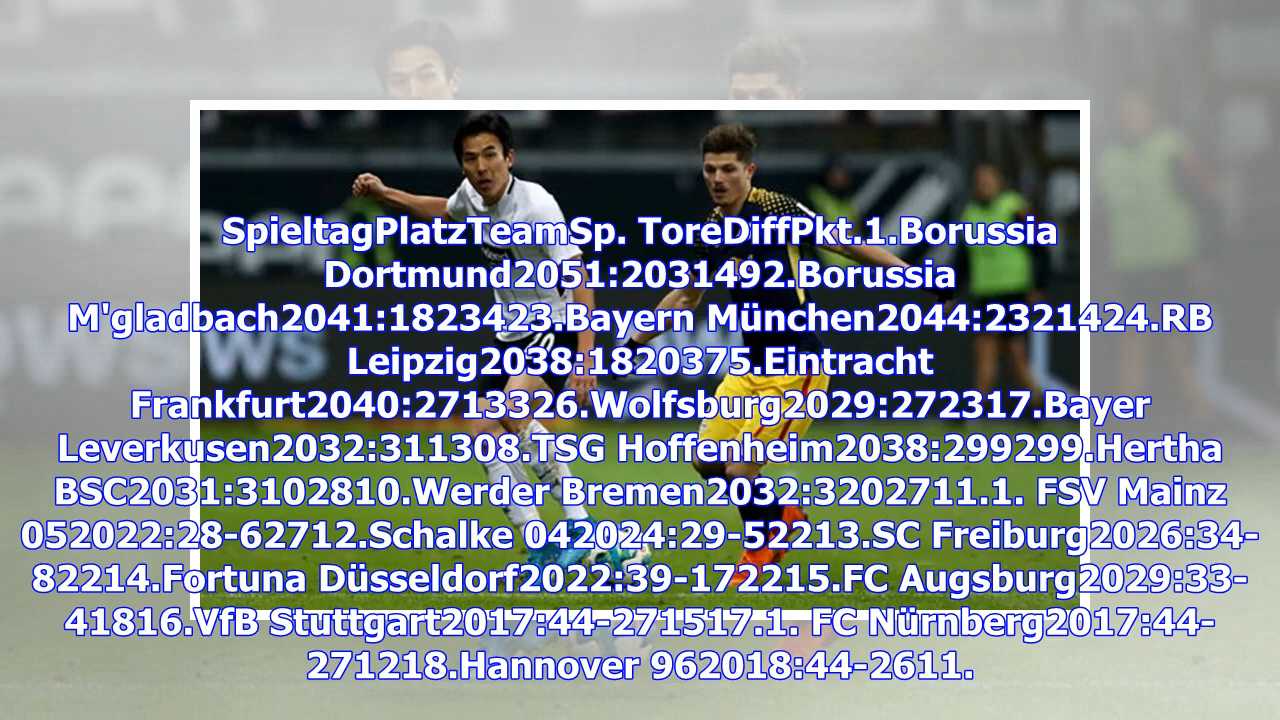 SpieltagPlatzTeamSp. ToreDiffPkt.1.Borussia
Dortmund2051:2031492.Borussia
M'gladbach2041:1823423.Bayern München2044:2321424.RB
Leipzig2038:1820375.Eintracht
Frankfurt2040:2713326.Wolfsburg2029:272317.Bayer
Leverkusen2032:311308.TSG Hoffenheim2038:299299.Hertha
BSC2031:3102810.Werder Bremen2032:3202711.1. FSV Mainz
052022:28-62712.Schalke 042024:29-52213.SC Freiburg2026:34-
82214.Fortuna Düsseldorf2022:39-172215.FC Augsburg2029:33-
41816.VfB Stuttgart2017:44-271517.1. FC Nürnberg2017:44-
271218.Hannover 962018:44-2611.